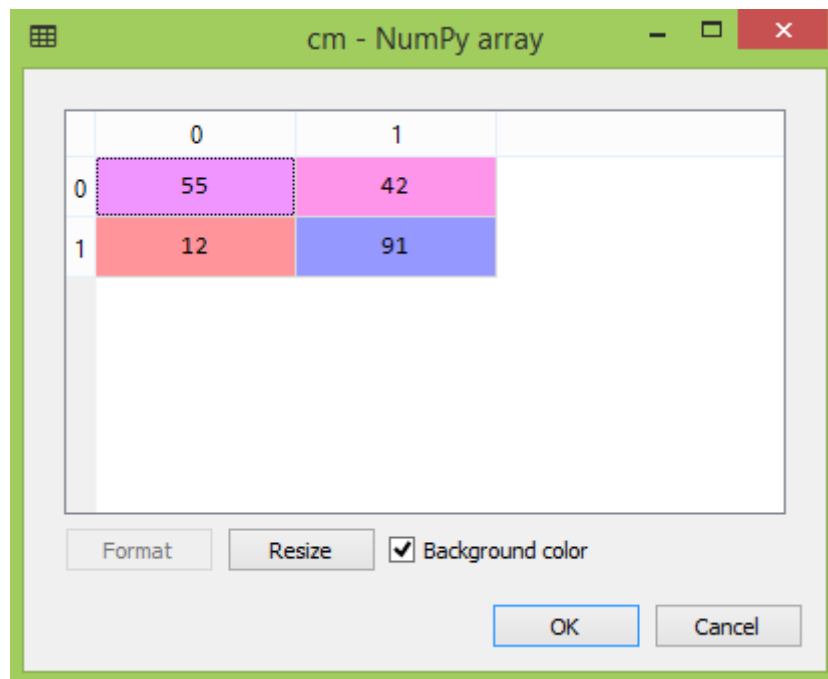 cm - NumPy array
0 1
0 55 42
1 12 91
Format Resize Background color
OK Cancel